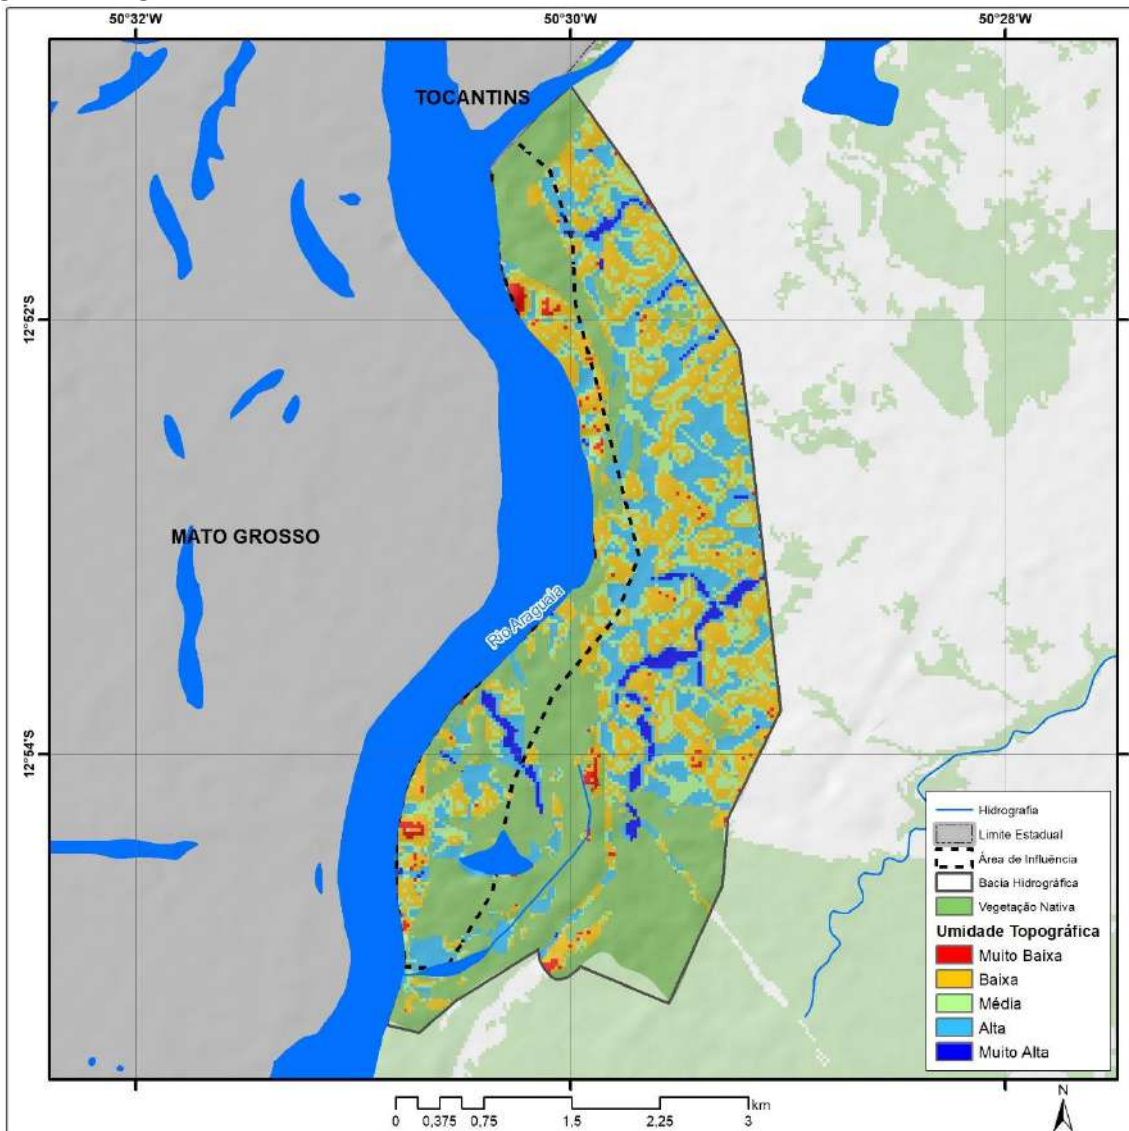 50°32'W
50°30'W
50°28'W
TOCANTINS
12°52'S
MATO GROSSO
Rio Araguaia
12°54'S
Hidrografia
Limite Estadual
Área de Influência
Bacia Hidrográfica
Vegetação Nativa
Umidade Topográfica
Muito Baixa
Baixa
Média
Alta
Muito Alta
N
km
0 0,375 0,75 1,5 2,25 3